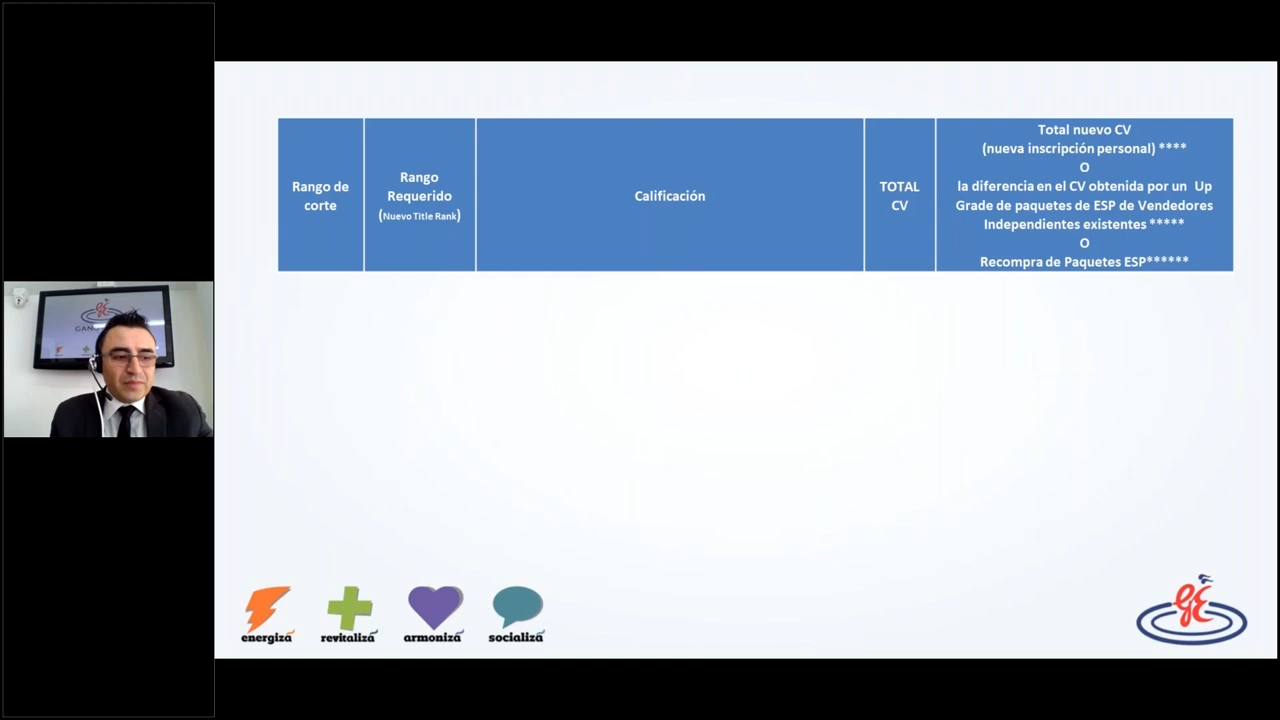 Rango de
corte
Rango
Requerido
(Nuevo Title Rank)
Calificación
TOTAL
CV
Total nuevo CV
(nueva inscripción personal) ****
O
la diferencia en el CV obtenida por un Up
Grade de paquetes de ESP de Vendedores
Independientes existentes *****
O
Recompra de Paquetes ESP******
energizá
revitalizá
armonizá
socializá
GE